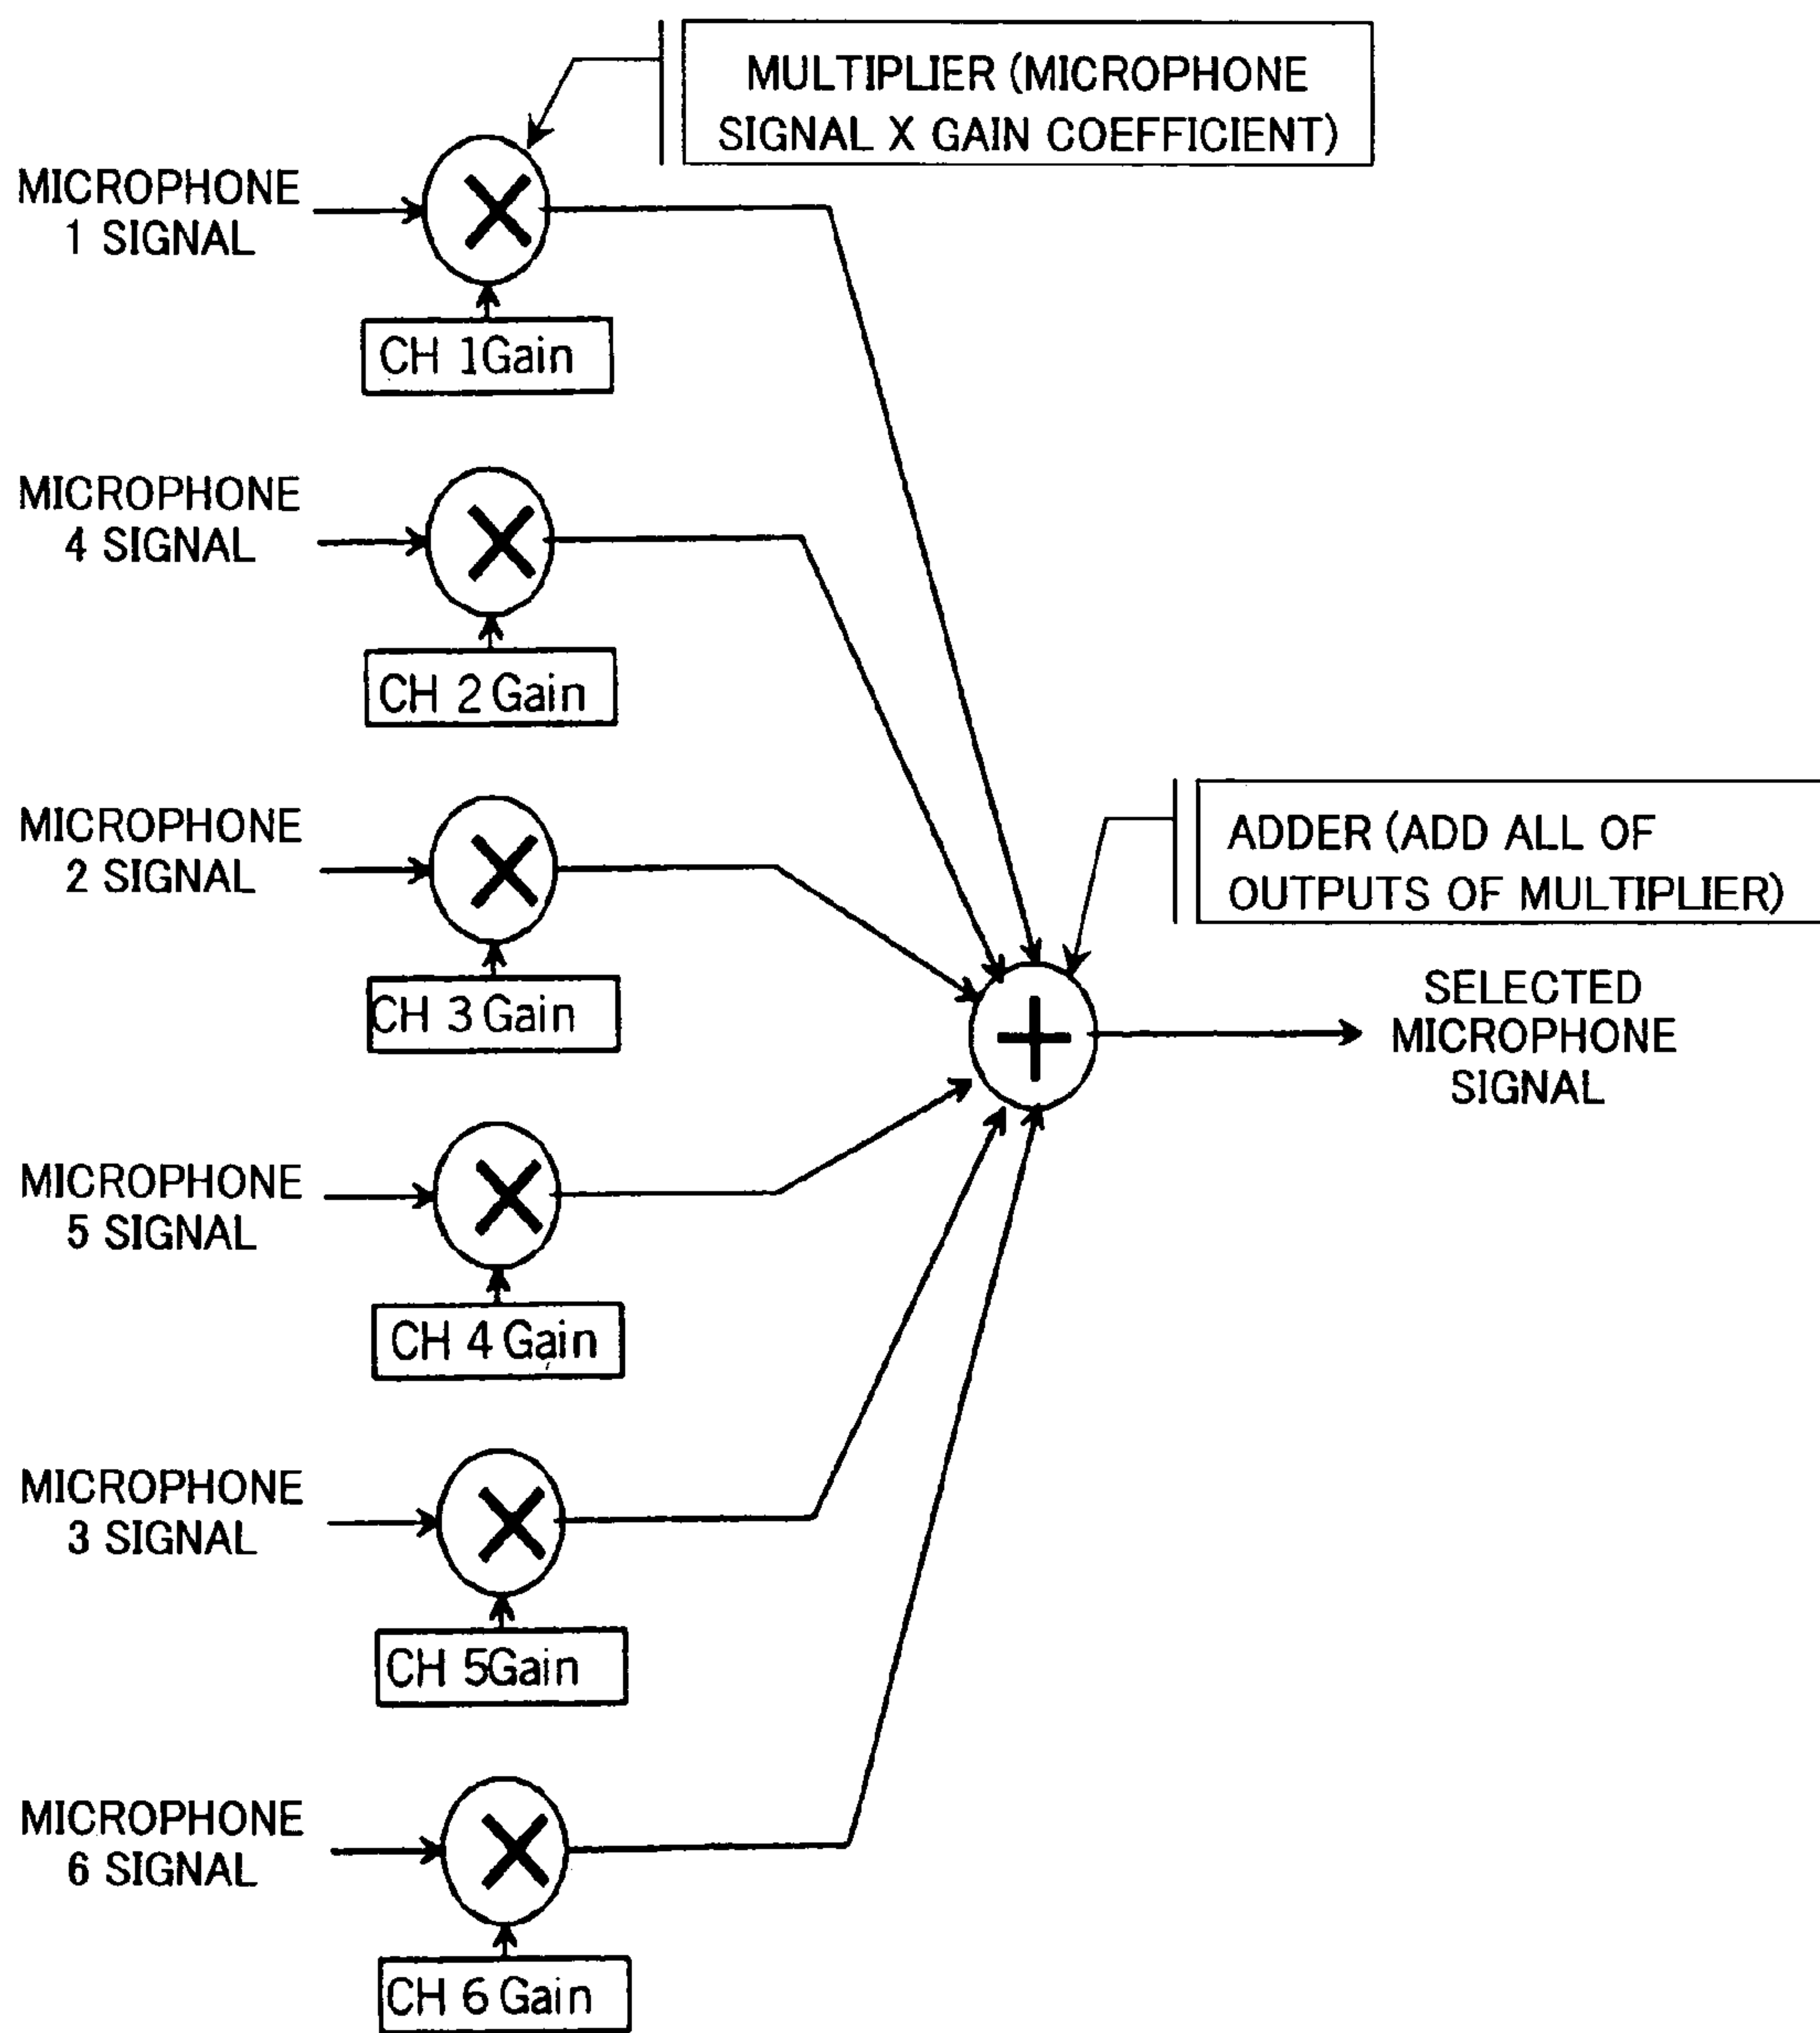 MULTIPLIER (MICROPHONE
SIGNAL X GAIN COEFFICIENT)
MICROPHONE
1 SIGNAL
CH 1Gain
MICROPHONE
4 SIGNAL
CH 2 Gain
MICROPHONE
2 SIGNAL
CH 3 Gain
ADDER (ADD ALL OF
OUTPUTS OF MULTIPLIER)
SELECTED
MICROPHONE
SIGNAL
MICROPHONE
5 SIGNAL
CH 4 Gain
MICROPHONE
3 SIGNAL
CH 5Gain
MICROPHONE
6 SIGNAL
CH 6 Gain